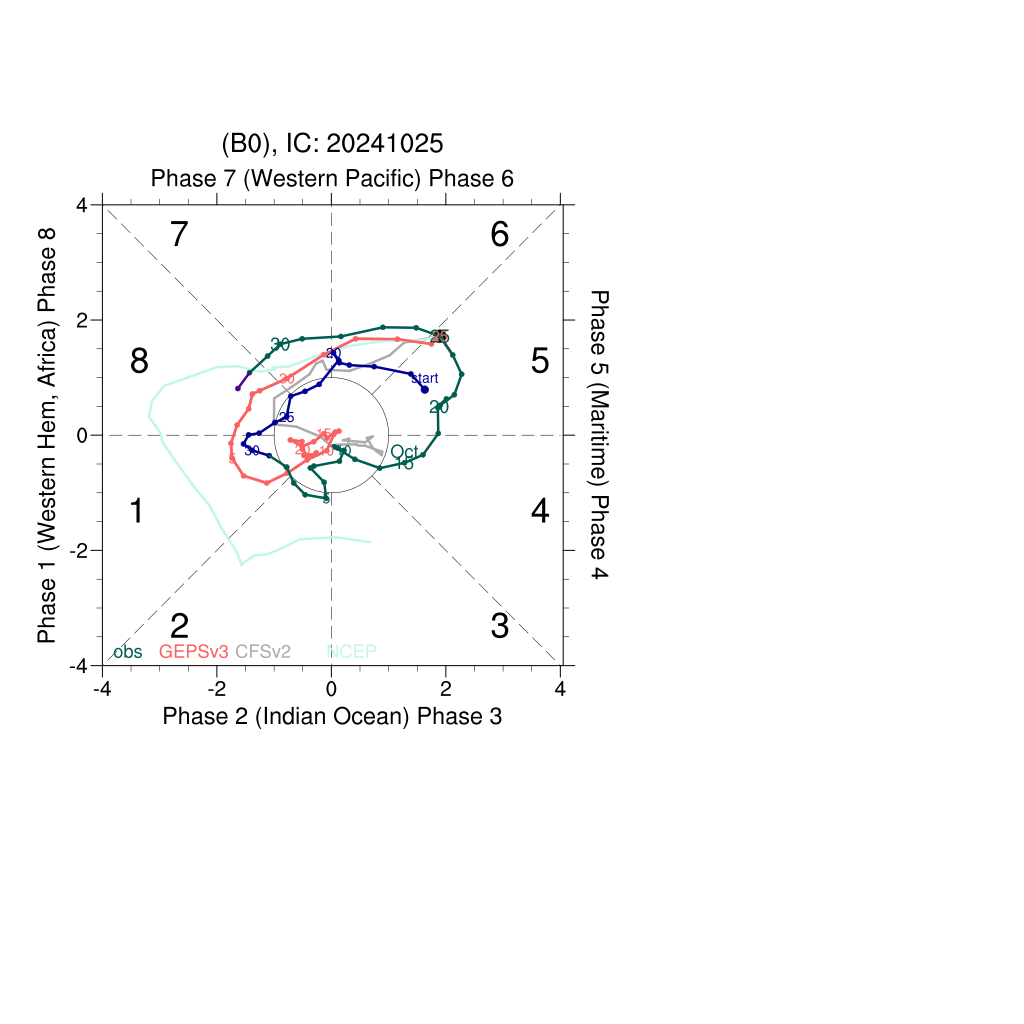 (B0), IC: 20241025
Phase 7 (Western Pacific) Phase 6
4
7
6
30
20
25
start
8
5
30
2
20
25
0
15
Oct
20
10
15
30
5
5
1
4
-2
2
3
obs GEPSv3 CFSv2 NCEP
-4
-4 -2 0 2 4
Phase 2 (Indian Ocean) Phase 3
Phase 1 (Western Hem, Africa) Phase 8
Phase 5 (Maritime) Phase 4